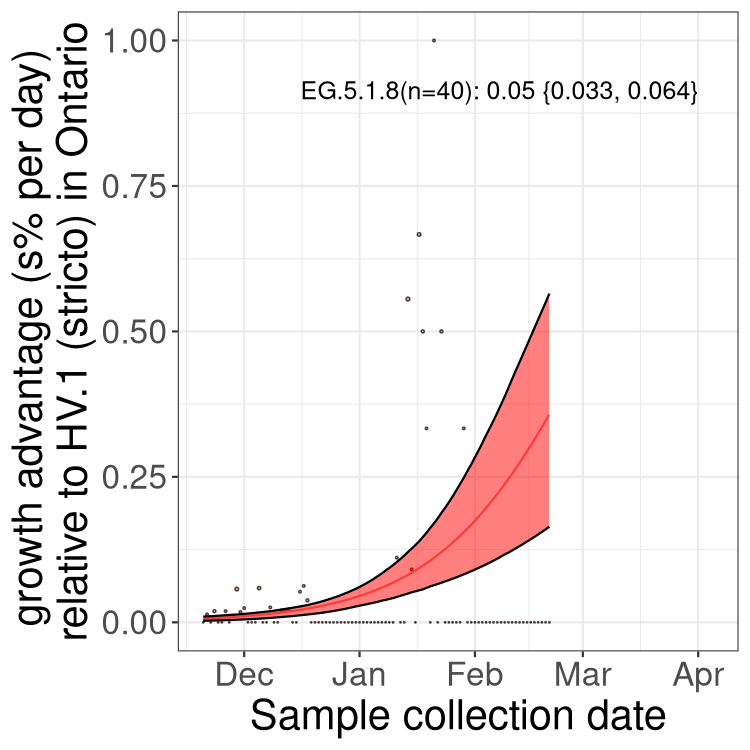 growth advantage (s% per day)
relative to HV.1 (stricto) in Ontario
1.00
0.75
0.50
0.25
0.00
EG.5.1.8(n=40): 0.05 {0.033, 0.064}
Dec Jan Feb Mar Apr
Sample collection date